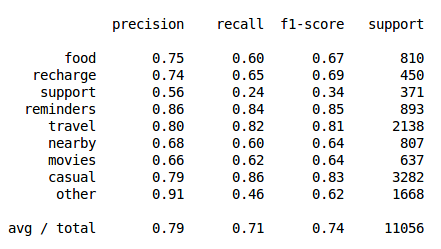 precision recall f1-score support
food 0.75 0.60 0.67 810
recharge 0.74 0.65 0.69 450
support 0.56 0.24 0.34 371
reminders 0.86 0.84 0.85 893
travel 0.80 0.82 0.81 2138
nearby 0.68 0.60 0.64 807
movies 0.66 0.62 0.64 637
casual 0.79 0.86 0.83 3282
other 0.91 0.46 0.62 1668
avg / total 0.79 0.71 0.74 11056